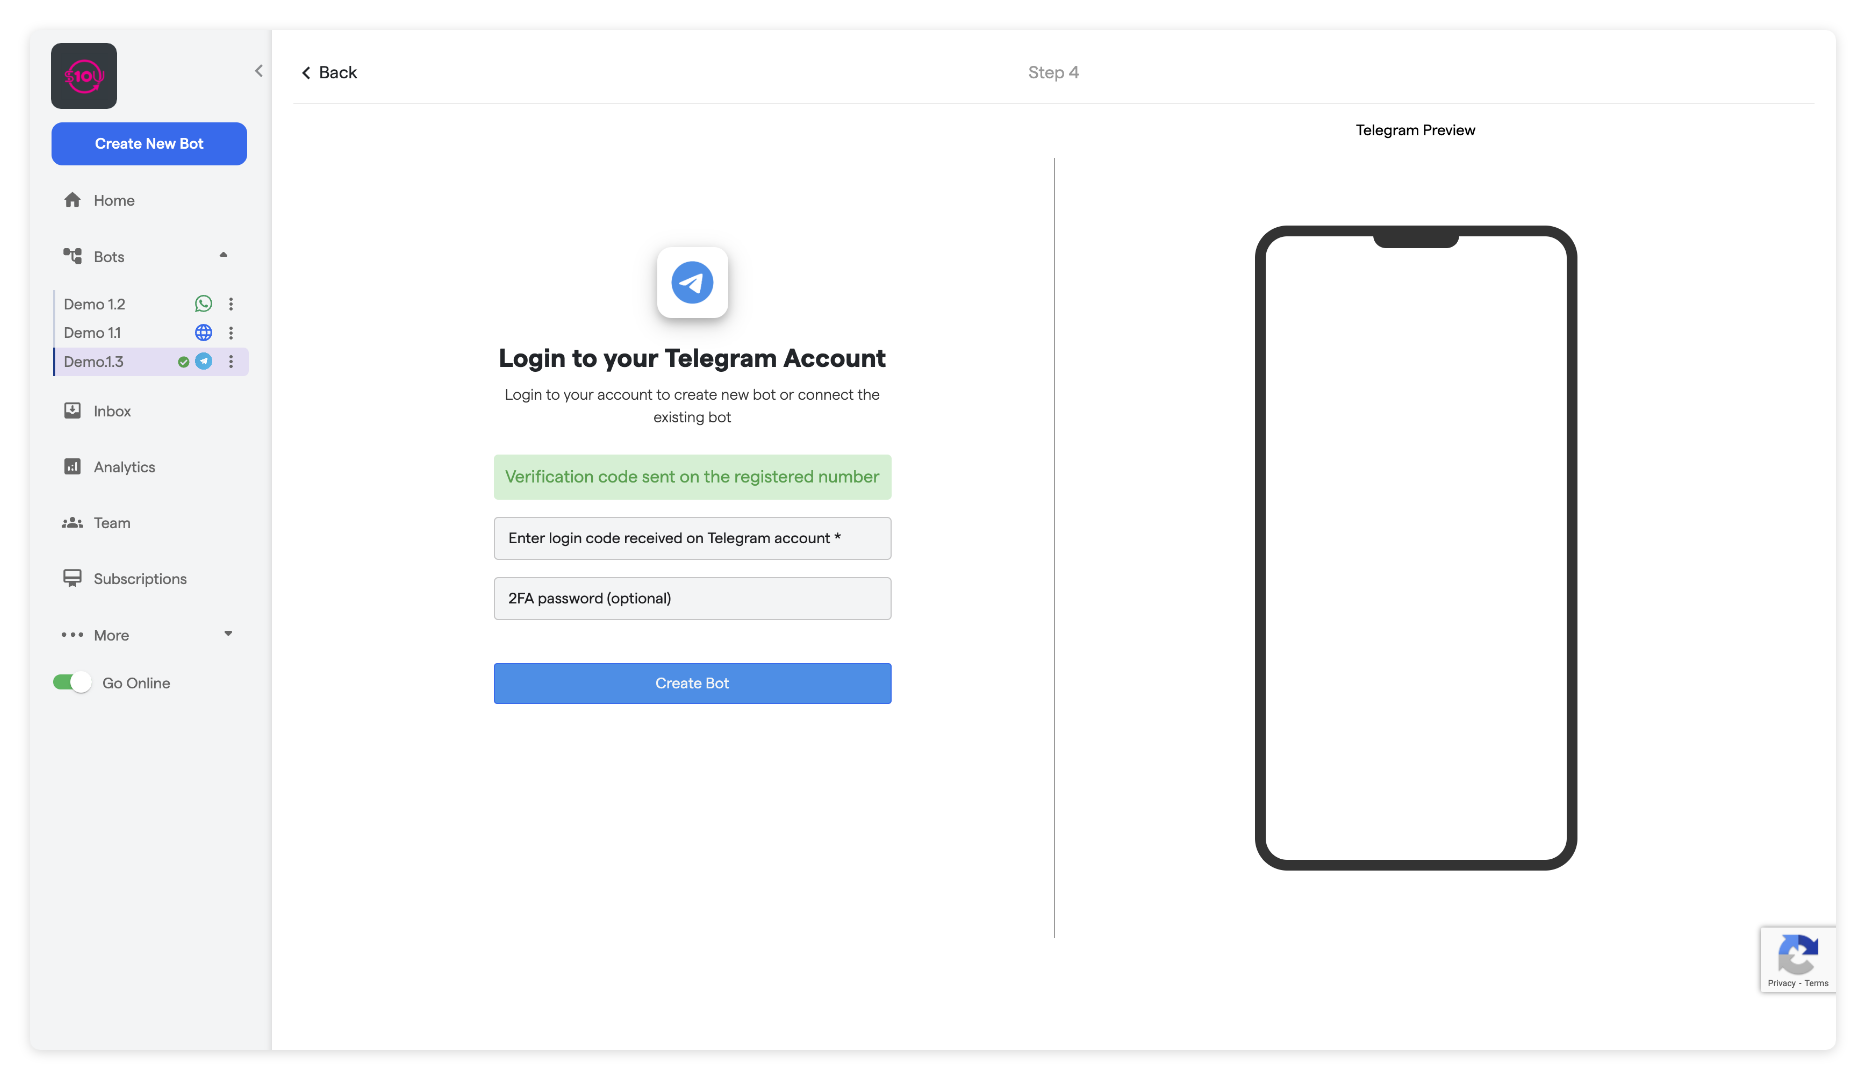 S10U
Create New Bot
Home
Bots
Demo 1.2
Demo 1.1
Demo.1.3
Inbox
Analytics
Team
Subscriptions
More
Go Online
Back
Step 4
Login to your Telegram Account
Login to your account to create new bot or connect the
existing bot
Verification code sent on the registered number
Enter login code received on Telegram account *
2FA password (optional)
Create Bot
Telegram Preview
Privacy - Terms